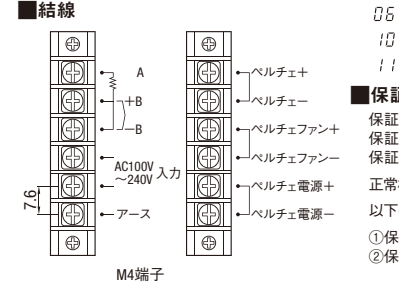 ■結線
A
+B
−B
AC100V
～240V 入力
アース
7.6
ペルチェ＋
ペルチェ−
ペルチェファン＋
ペルチェファン−
ペルチェ電源＋
ペルチェ電源−
M4端子
06
10
11
■保証
保証
保証
保証
正常
以下
①保
②保